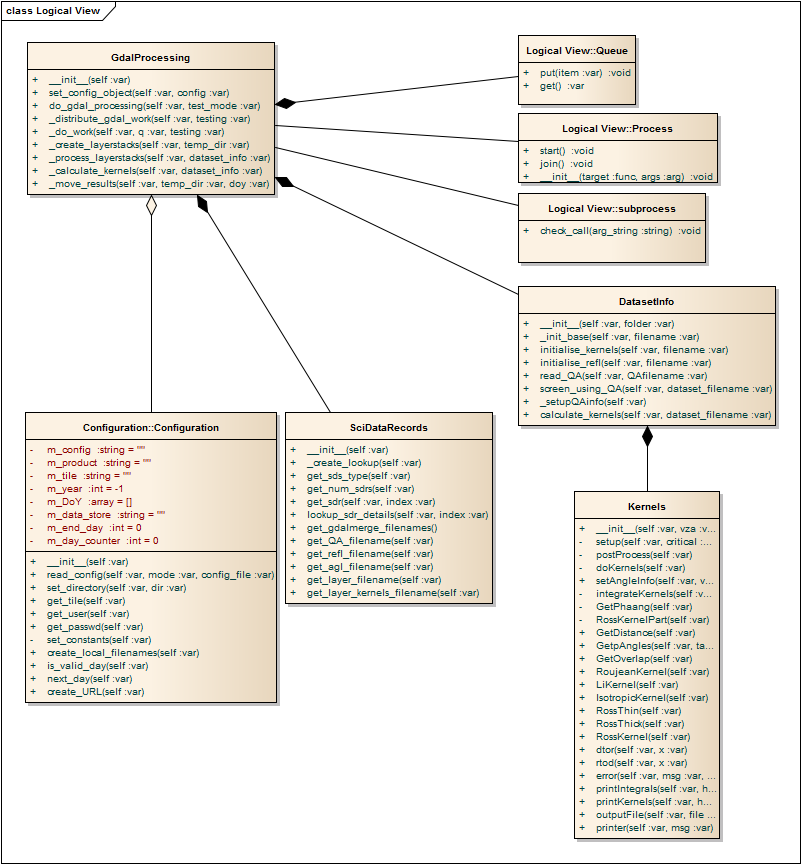 class Logical View
GdalProcessing
+ __init__(self :var)
+ set_config_object(self :var, config :var)
+ do_gdal_processing(self :var, test_mode :var)
+ _distribute_gdal_work(self :var, testing :var)
+ _do_work(self :var, q :var, testing :var)
+ _create_layerstacks(self :var, temp_dir :var)
+ _process_layerstacks(self :var, dataset_info :var)
+ _calculate_kernels(self :var, dataset_info :var)
+ _move_results(self :var, temp_dir :var, doy :var)
Logical View::Queue
+ put(item :var) :void
+ get() :var
Logical View::Process
+ start() :void
+ join() :void
+ __init__(target :func, args :arg) :void
Logical View::subprocess
+ check_call(arg_string :string) :void
DatasetInfo
+ __init__(self :var, folder :var)
+ _init_base(self :var, filename :var)
+ initialise_kernels(self :var, filename :var)
+ initialise_refl(self :var, filename :var)
+ read_QA(self :var, QAfilename :var)
+ screen_using_QA(self :var, dataset_filename :var)
+ _setupQAinfo(self :var)
+ calculate_kernels(self :var, dataset_filename :var)
Configuration::Configuration
- m_config :string = ""
- m_product :string = ""
- m_tile :string = ""
- m_year :int = -1
- m_DoY :array = []
- m_data_store :string = ""
- m_end_day :int = 0
- m_day_counter :int = 0
+ __init__(self :var)
+ read_config(self :var, mode :var, config_file :var)
+ set_directory(self :var, dir :var)
+ get_tile(self :var)
+ get_user(self :var)
+ get_passwd(self :var)
- set_constants(self :var)
+ create_local_filenames(self :var)
+ is_valid_day(self :var)
+ next_day(self :var)
+ create_URL(self :var)
SciDataRecords
+ __init__(self :var)
+ _create_lookup(self :var)
+ get_sds_type(self :var)
+ get_num_sdrs(self :var)
+ get_sdr(self :var, index :var)
+ lookup_sdr_details(self :var, index :var)
+ get_gdalmerge_filenames()
+ get_QA_filename(self :var)
+ get_refl_filename(self :var)
+ get_agl_filename(self :var)
+ get_layer_filename(self :var)
+ get_layer_kernels_filename(self :var)
Kernels
+ __init__(self :var, vza :v...
- setup(self :var, critical :...
- postProcess(self :var)
- doKernels(self :var)
+ setAngleInfo(self :var, v...
- integrateKernels(self :v...
- GetPhaang(self :var)
- RossKernelPart(self :var)
+ GetDistance(self :var)
+ GetpAngles(self :var, ta...
+ GetOverlap(self :var)
+ RoujeanKernel(self :var)
+ LiKernel(self :var)
+ IsotropicKernel(self :var)
+ RossThin(self :var)
+ RossThick(self :var)
+ RossKernel(self :var)
+ dtor(self :var, x :var)
+ rtod(self :var, x :var)
+ error(self :var, msg :var, ...
+ printIntegrals(self :var, h...
+ printKernels(self :var, h...
+ outputFile(self :var, file ...
+ printer(self :var, msg :var)